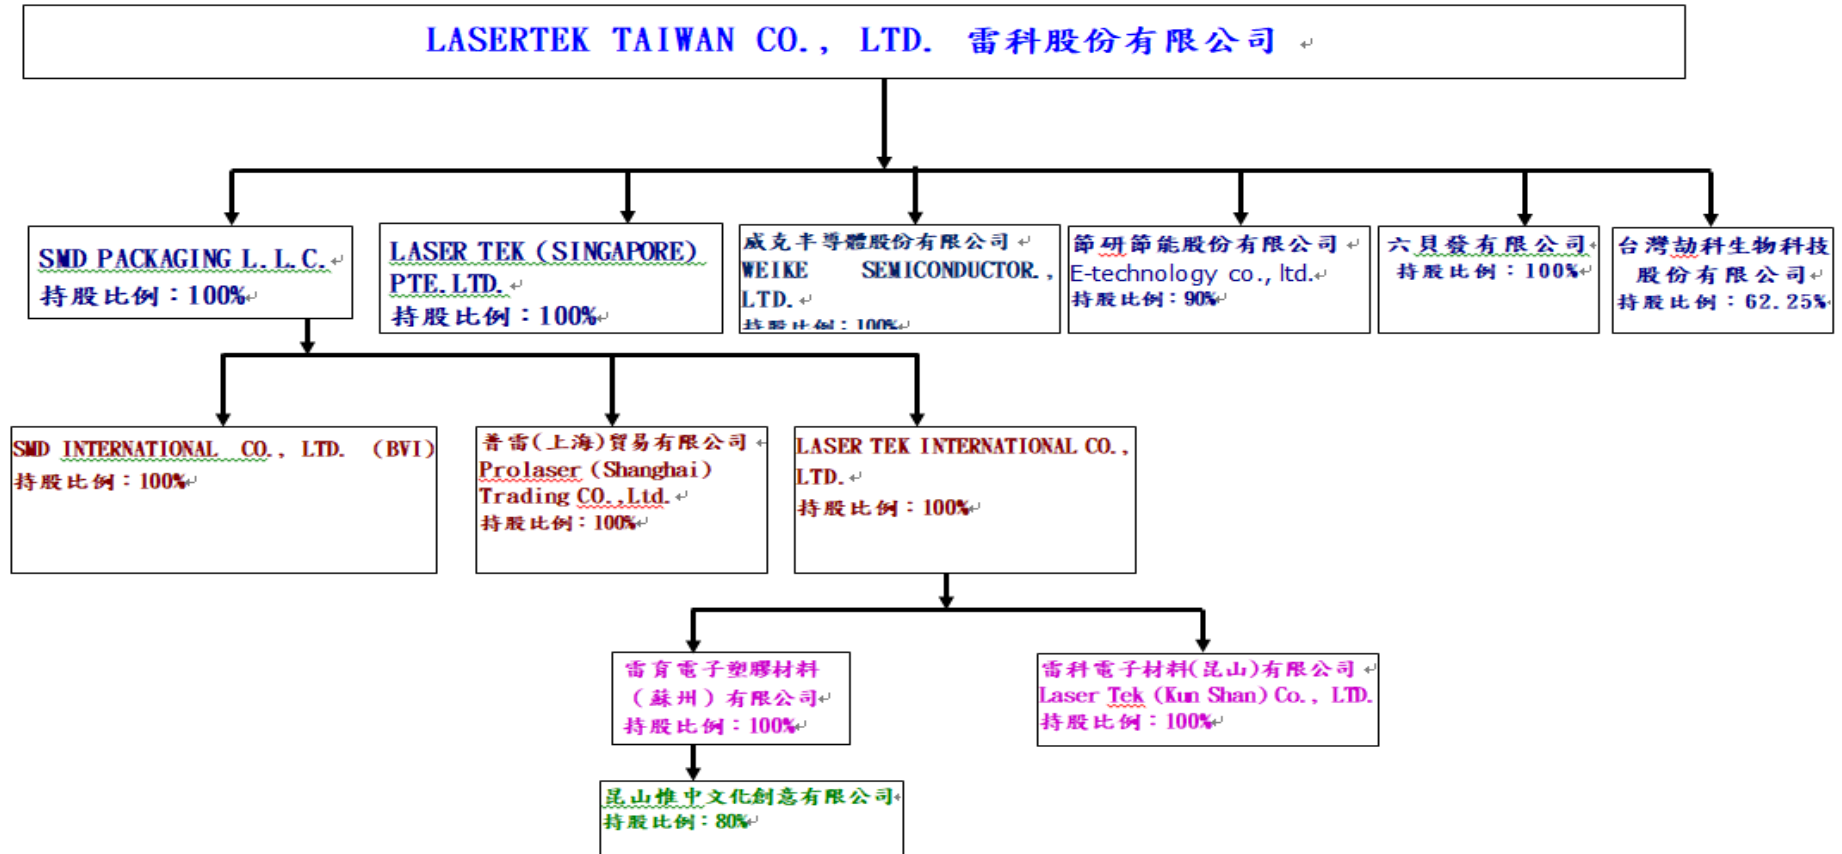 LASERTEK TAIWAN CO., LTD. 雷科股份有限公司
SMD PACKAGING L.L.C.
持股比例：100%
LASER TEK (SINGAPORE)
PTE.LTD.
持股比例：100%
威克半導體股份有限公司
WEIKE SEMICONDUCTOR.,
LTD.
持股比例：100%
節研節能股份有限公司
E-technology co., ltd.
持股比例：90%
六貝發有限公司
持股比例：100%
台灣劼科生物科技
股份有限公司
持股比例：62.25%
SMD INTERNATIONAL CO., LTD. (BVI)
持股比例：100%
普雷(上海)貿易有限公司
Prolaser (Shanghai)
Trading CO.,Ltd.
持股比例：100%
LASER TEK INTERNATIONAL CO.,
LTD.
持股比例：100%
雷育電子塑膠材料
（蘇州）有限公司
持股比例：100%
雷科電子材料(昆山)有限公司
Laser Tek (Kun Shan) Co., LTD.
持股比例：100%
昆山惟中文化創意有限公司
持股比例：80%